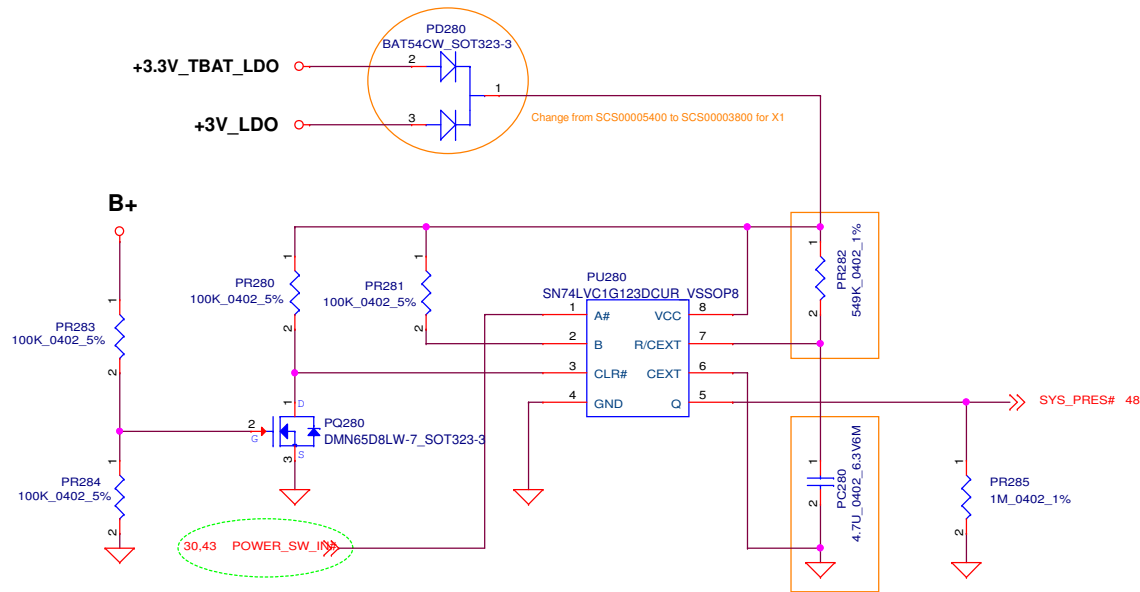 PD280
BAT54CW_SOT323-3
+3.3V_TBAT_LDO
2
1
+3V_LDO
3
Change from SCS00005400 to SCS00003800 for X1
B+
1
PR283
100K_0402_5%
2
1
PR284
100K_0402_5%
2
1
PR280
100K_0402_5%
2
1
PR281
100K_0402_5%
2
PU280
SN74LVC1G123DCUR_VSSOP8
1 A# VCC 8
2 B R/CEXT 7
3 CLR# CEXT 6
4 GND Q 5
1
PR282
549K_0402_1%
2
1 D
2 G
PQ280
DMN65D8LW-7_SOT323-3
3 S
30,43 POWER_SW_IN#
1
PC280
4.7U_0402_6.3V6M
2
SYS_PRES# 48
1
PR285
1M_0402_1%
2